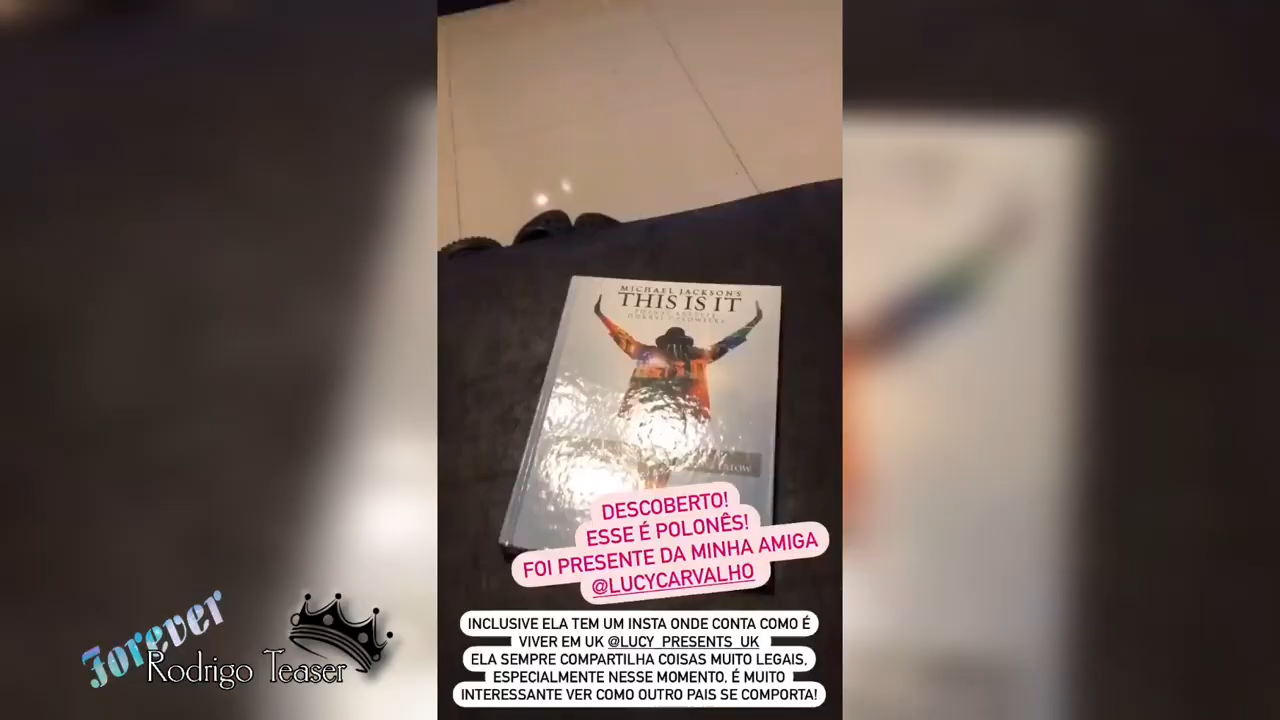 MICHAEL JACKSON'S
THIS IS IT
DESCOBERTO!
ESSE É POLONÊS!
FOI PRESENTE DA MINHA AMIGA
@LUCYCARVALHO
INCLUSIVE ELA TEM UM INSTA ONDE CONTA COMO É
VIVER EM UK @LUCY_PRESENTS_UK
ELA SEMPRE COMPARTILHA COISAS MUITO LEGAIS,
ESPECIALMENTE NESSE MOMENTO. É MUITO
INTERESSANTE VER COMO OUTRO PAIS SE COMPORTA!
Forever
Rodrigo Teaser